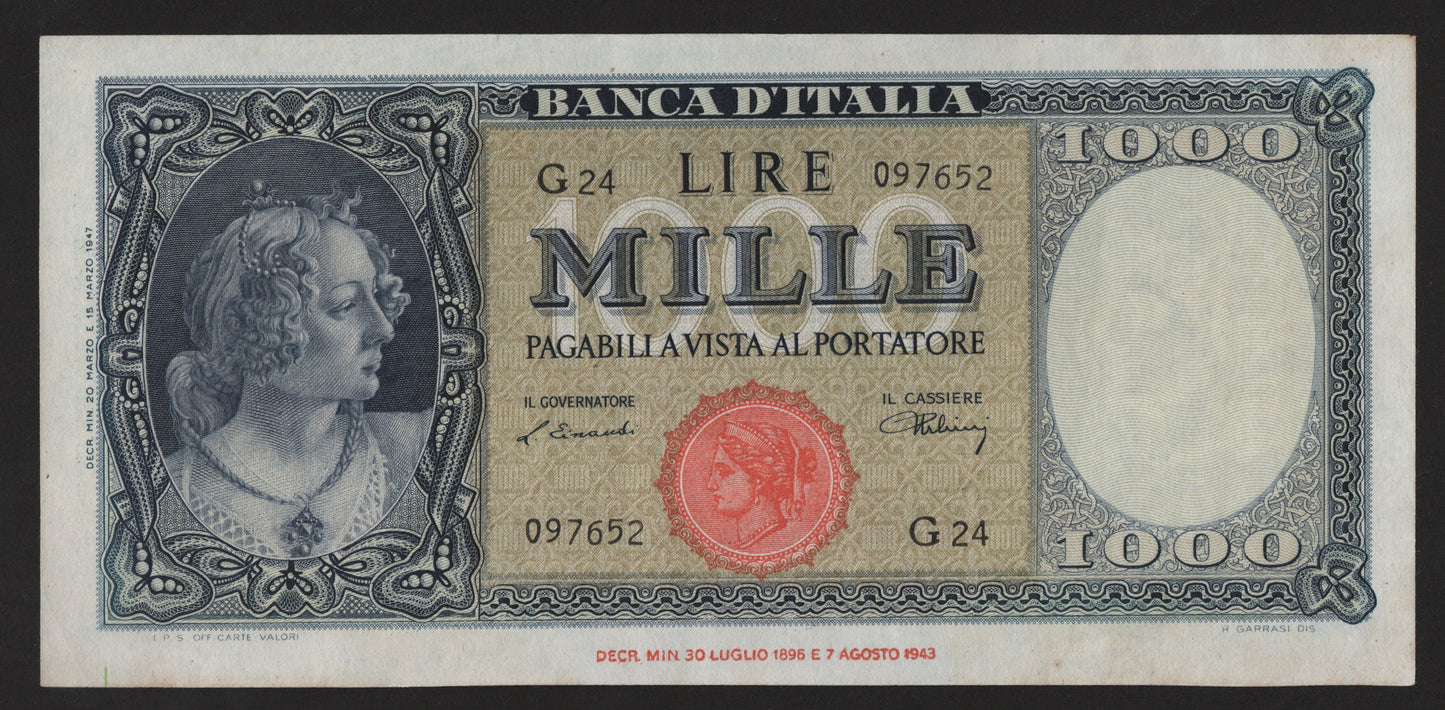 BANCA D'ITALIA
1000
G 24 LIRE 097652
1000
MILLE
PAGABILI A VISTA AL PORTATORE
IL GOVERNATORE
L. Einaudi
IL CASSIERE
097652
G 24
1000
DECR. MIN. 20 MARZO E 15 MARZO 1947
I. P. S. OFF. CARTE VALORI
R GARRASI DIS.
DECR. MIN. 30 LUGLIO 1896 E 7 AGOSTO 1943